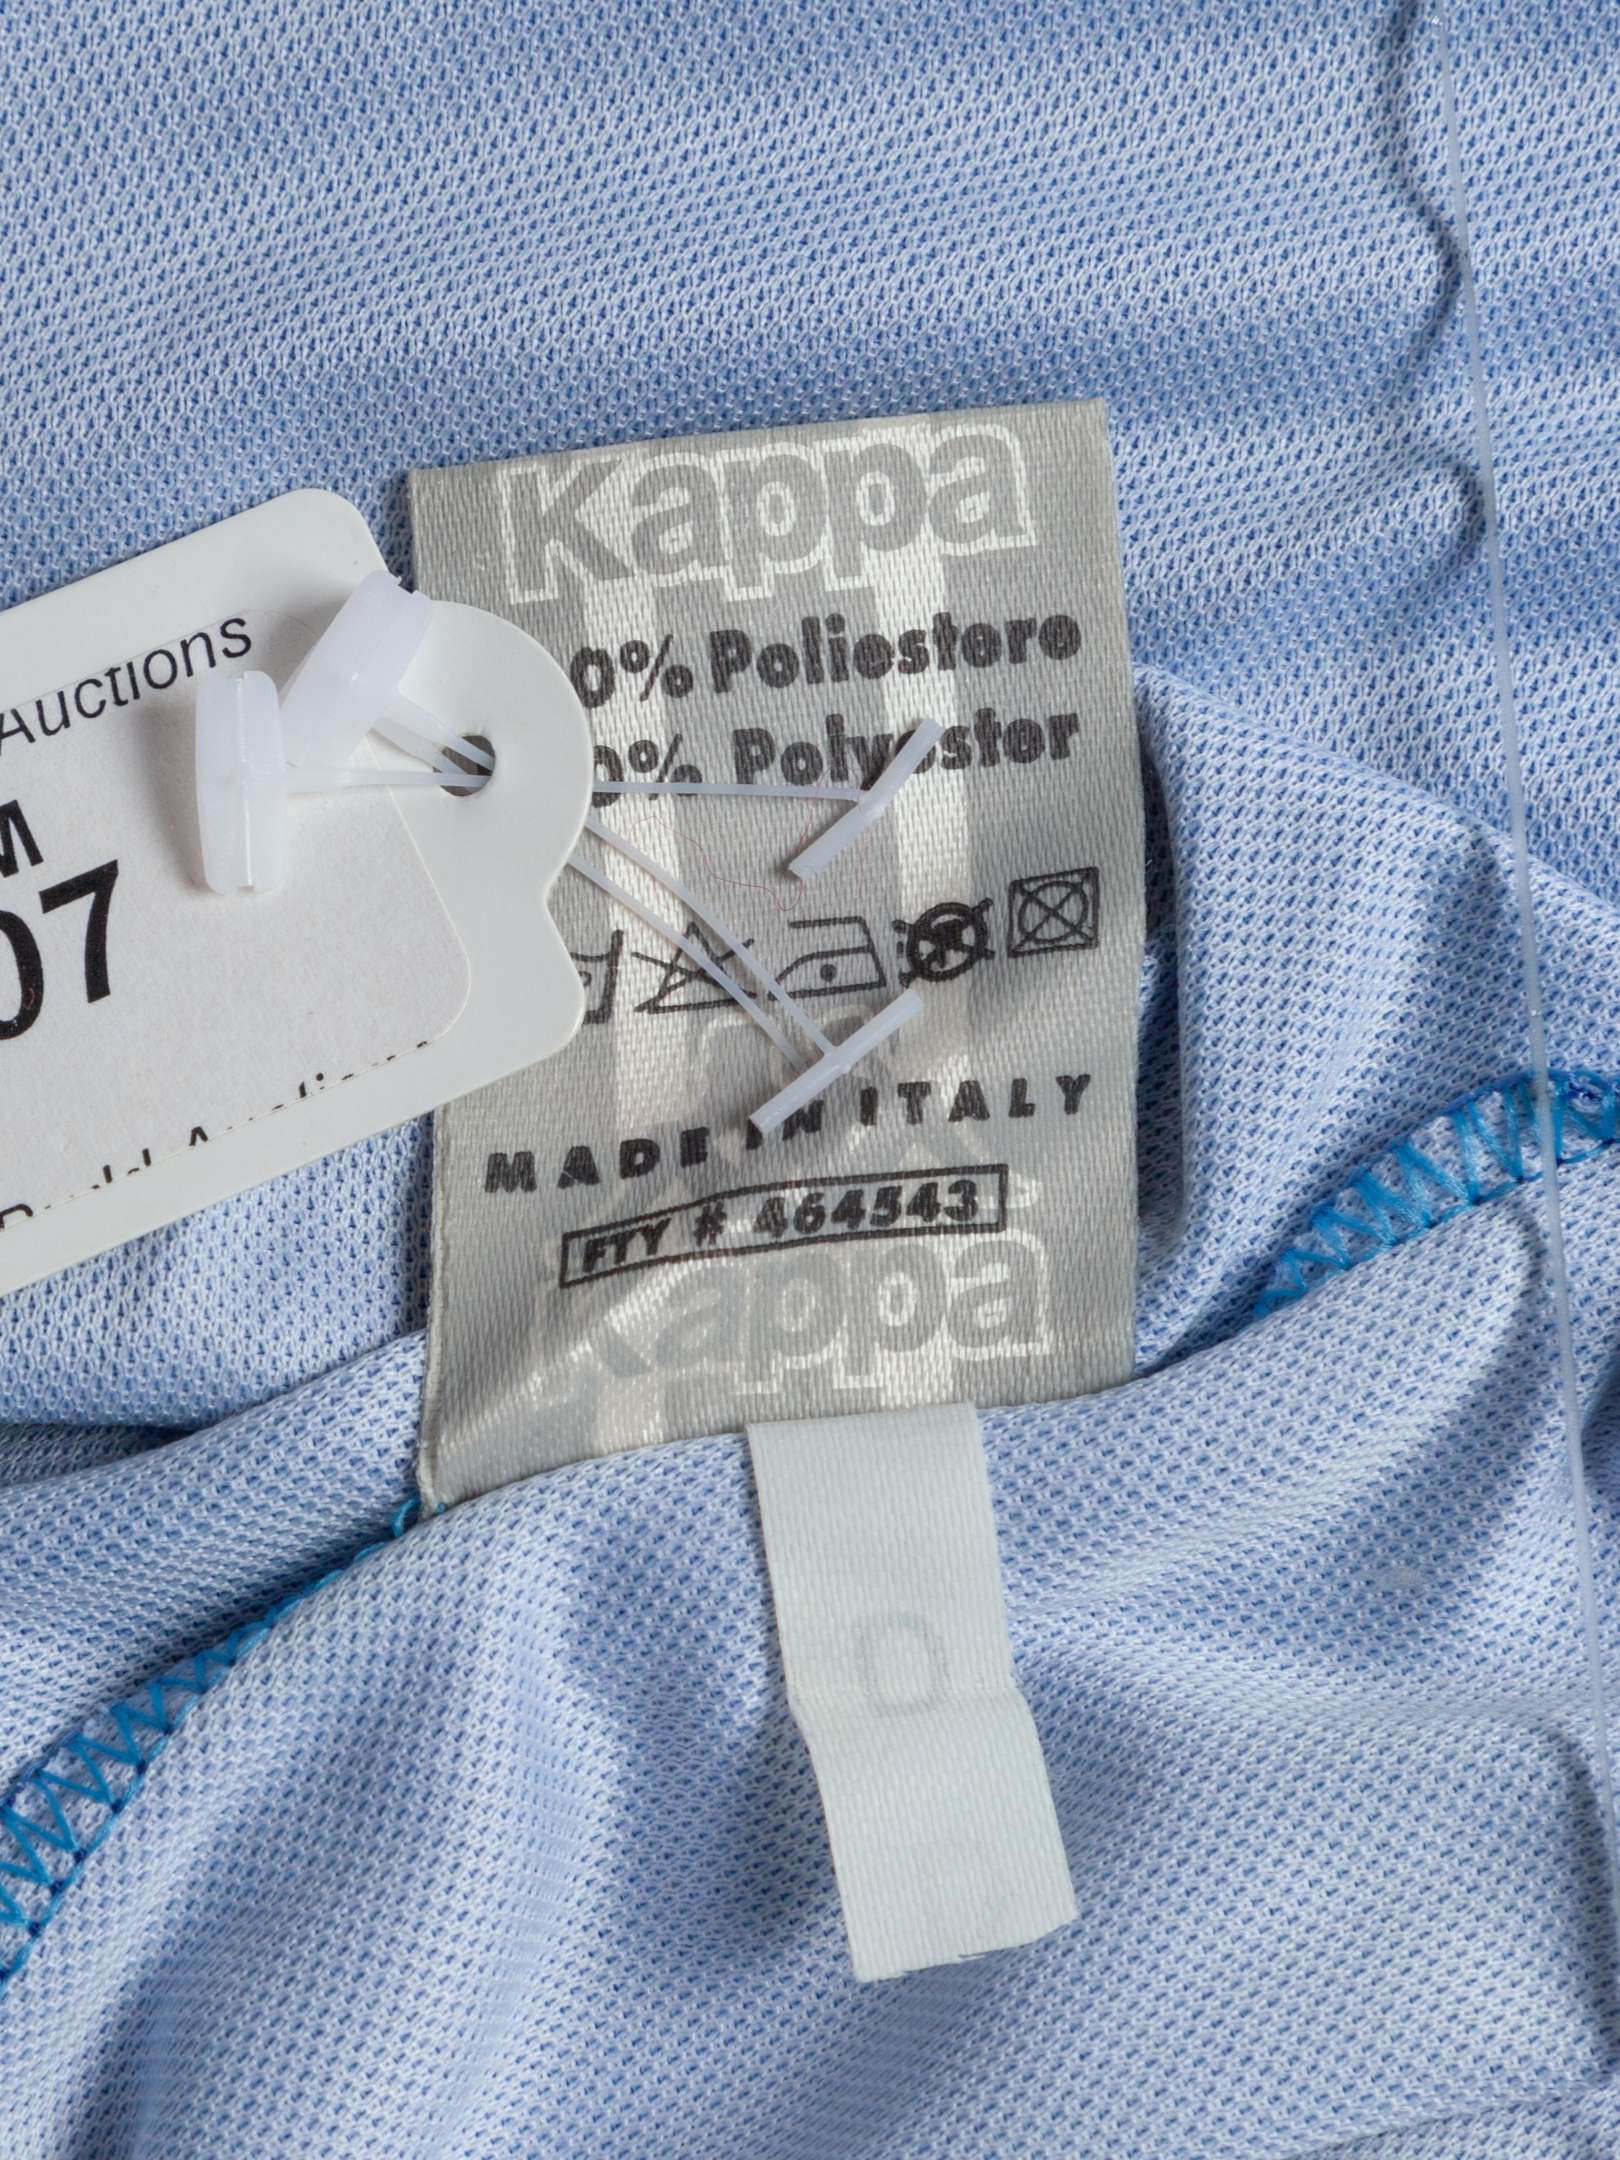 Kappa
0% Poliestere
0% Polyester
MADE IN ITALY
FTY # 464543
Kappa
Auctions
M
07
D